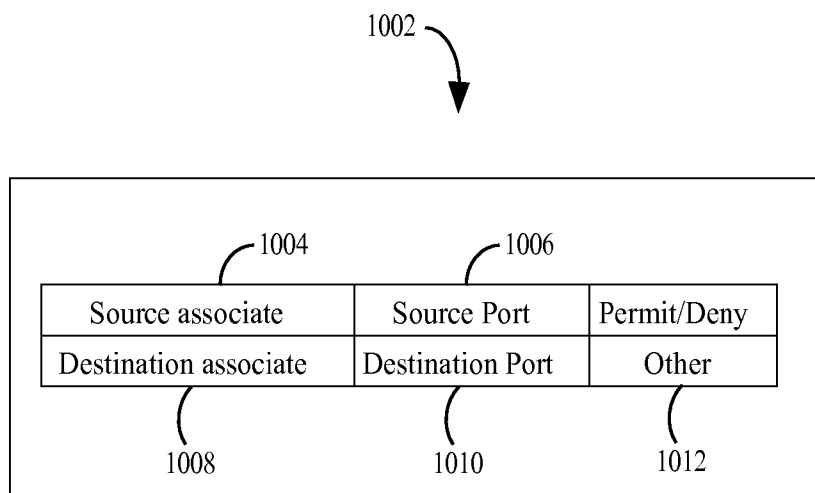 1002
1004 1006
Source associate Source Port Permit/Deny
Destination associate Destination Port Other
1008 1010 1012